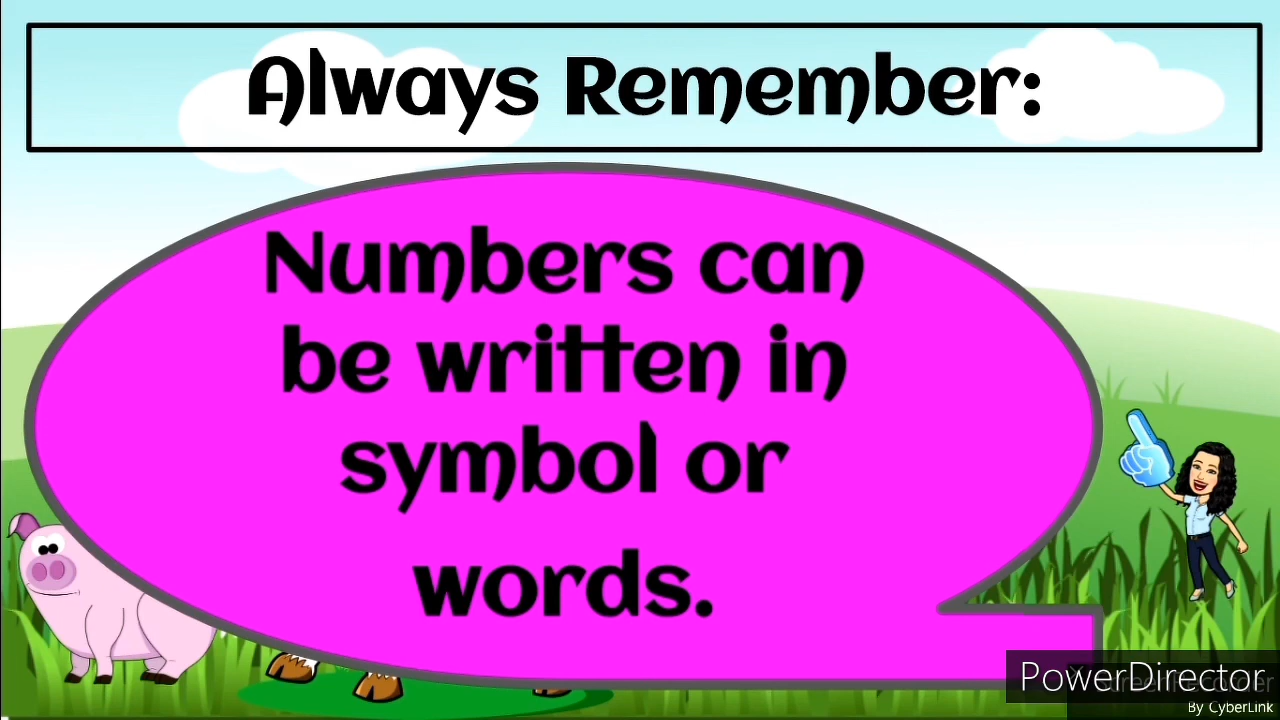 Always Remember:
Numbers can
be written in
symbol or
words.
PowerDirector
By CyberLink